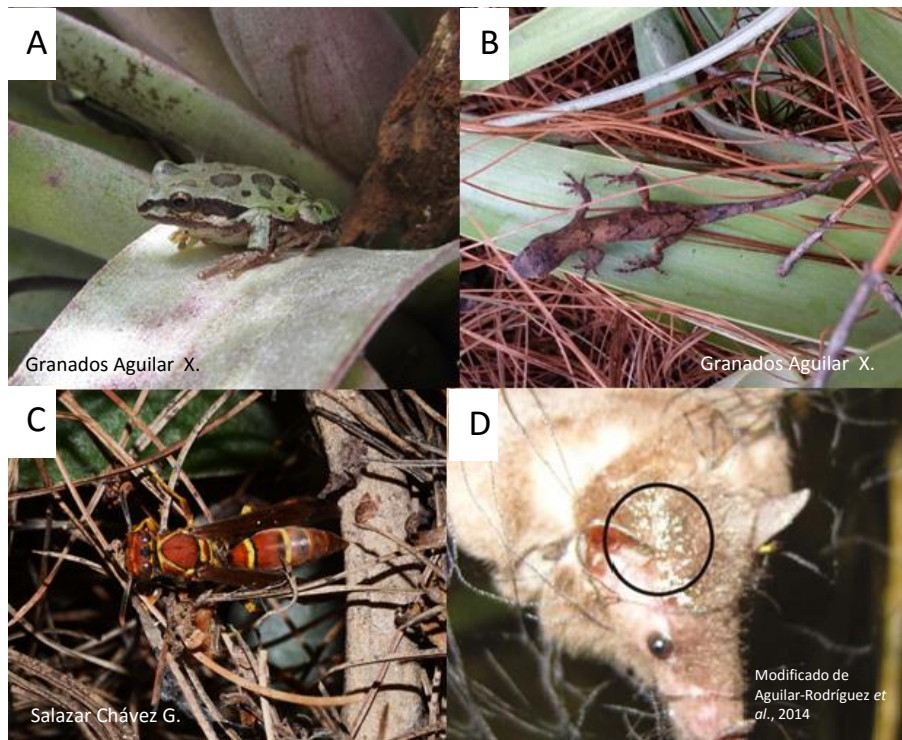 A
B
Granados Aguilar X.
Granados Aguilar X.
C
D
Salazar Chávez G.
Modificado de
Aguilar-Rodríguez et
al., 2014